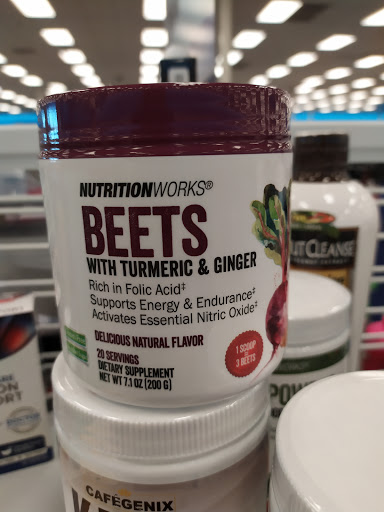 NUTRITIONWORKS®
BEETS
WITH TURMERIC & GINGER
Rich in Folic Acid‡
Supports Energy & Endurance‡
Activates Essential Nitric Oxide‡
DELICIOUS NATURAL FLAVOR
20 SERVINGS
DIETARY SUPPLEMENT
NET WT 7.1 OZ (200 G)
1 SCOOP
3 BEETS
CLEANSE
CAFÉGENIX